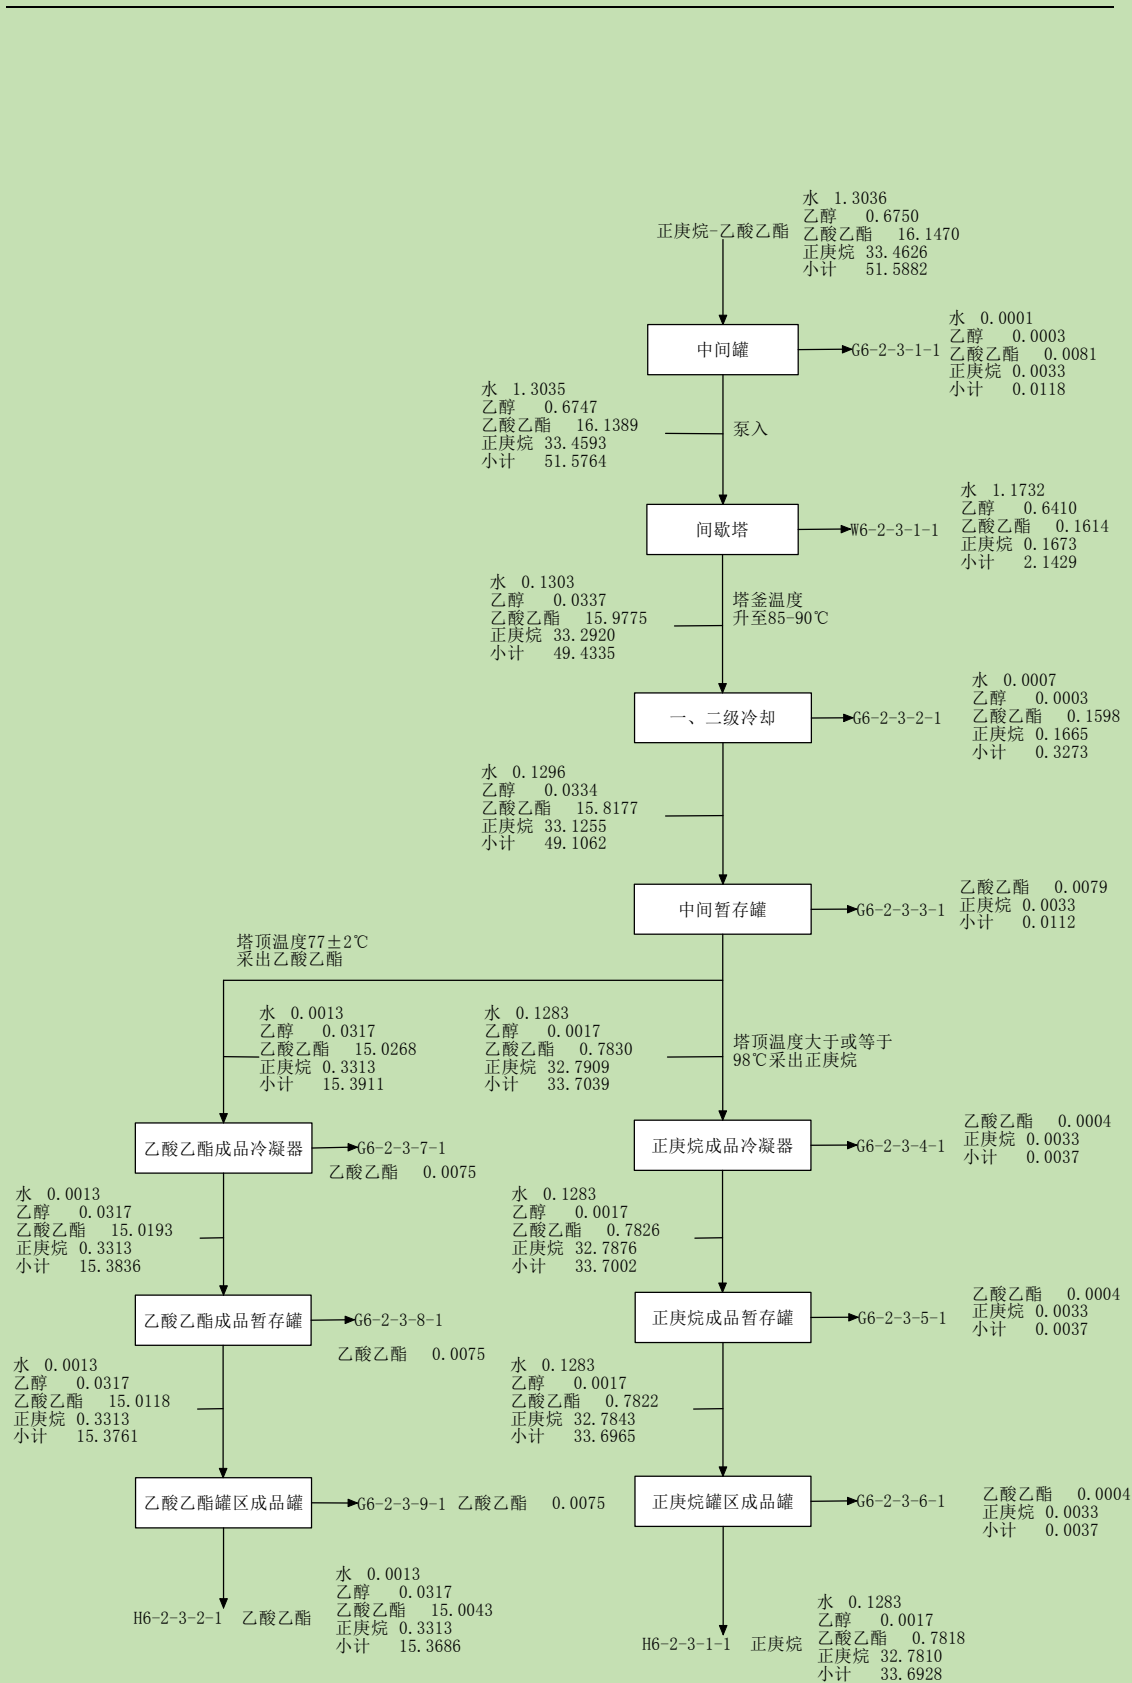 正庚烷-乙酸乙酯
水 1.3036
乙醇 0.6750
乙酸乙酯 16.1470
正庚烷 33.4626
小计 51.5882
中间罐
G6-2-3-1-1
水 0.0001
乙醇 0.0003
乙酸乙酯 0.0081
正庚烷 0.0033
小计 0.0118
水 1.3035
乙醇 0.6747
乙酸乙酯 16.1389
正庚烷 33.4593
小计 51.5764
泵入
间歇塔
W6-2-3-1-1
水 1.1732
乙醇 0.6410
乙酸乙酯 0.1614
正庚烷 0.1673
小计 2.1429
水 0.1303
乙醇 0.0337
乙酸乙酯 15.9775
正庚烷 33.2920
小计 49.4335
塔釜温度
升至85-90℃
一、二级冷却
G6-2-3-2-1
水 0.0007
乙醇 0.0003
乙酸乙酯 0.1598
正庚烷 0.1665
小计 0.3273
水 0.1296
乙醇 0.0334
乙酸乙酯 15.8177
正庚烷 33.1255
小计 49.1062
中间暂存罐
G6-2-3-3-1
乙酸乙酯 0.0079
正庚烷 0.0033
小计 0.0112
塔顶温度77±2℃
采出乙酸乙酯
水 0.0013
乙醇 0.0317
乙酸乙酯 15.0268
正庚烷 0.3313
小计 15.3911
水 0.1283
乙醇 0.0017
乙酸乙酯 0.7830
正庚烷 32.7909
小计 33.7039
塔顶温度大于或等于
98℃采出正庚烷
乙酸乙酯成品冷凝器
G6-2-3-7-1
乙酸乙酯 0.0075
正庚烷成品冷凝器
G6-2-3-4-1
乙酸乙酯 0.0004
正庚烷 0.0033
小计 0.0037
水 0.0013
乙醇 0.0317
乙酸乙酯 15.0193
正庚烷 0.3313
小计 15.3836
水 0.1283
乙醇 0.0017
乙酸乙酯 0.7826
正庚烷 32.7876
小计 33.7002
乙酸乙酯成品暂存罐
G6-2-3-8-1
乙酸乙酯 0.0075
正庚烷成品暂存罐
G6-2-3-5-1
乙酸乙酯 0.0004
正庚烷 0.0033
小计 0.0037
水 0.0013
乙醇 0.0317
乙酸乙酯 15.0118
正庚烷 0.3313
小计 15.3761
水 0.1283
乙醇 0.0017
乙酸乙酯 0.7822
正庚烷 32.7843
小计 33.6965
乙酸乙酯罐区成品罐
G6-2-3-9-1 乙酸乙酯 0.0075
正庚烷罐区成品罐
G6-2-3-6-1
乙酸乙酯 0.0004
正庚烷 0.0033
小计 0.0037
H6-2-3-2-1 乙酸乙酯
水 0.0013
乙醇 0.0317
乙酸乙酯 15.0043
正庚烷 0.3313
小计 15.3686
H6-2-3-1-1 正庚烷
水 0.1283
乙醇 0.0017
乙酸乙酯 0.7818
正庚烷 32.7810
小计 33.6928